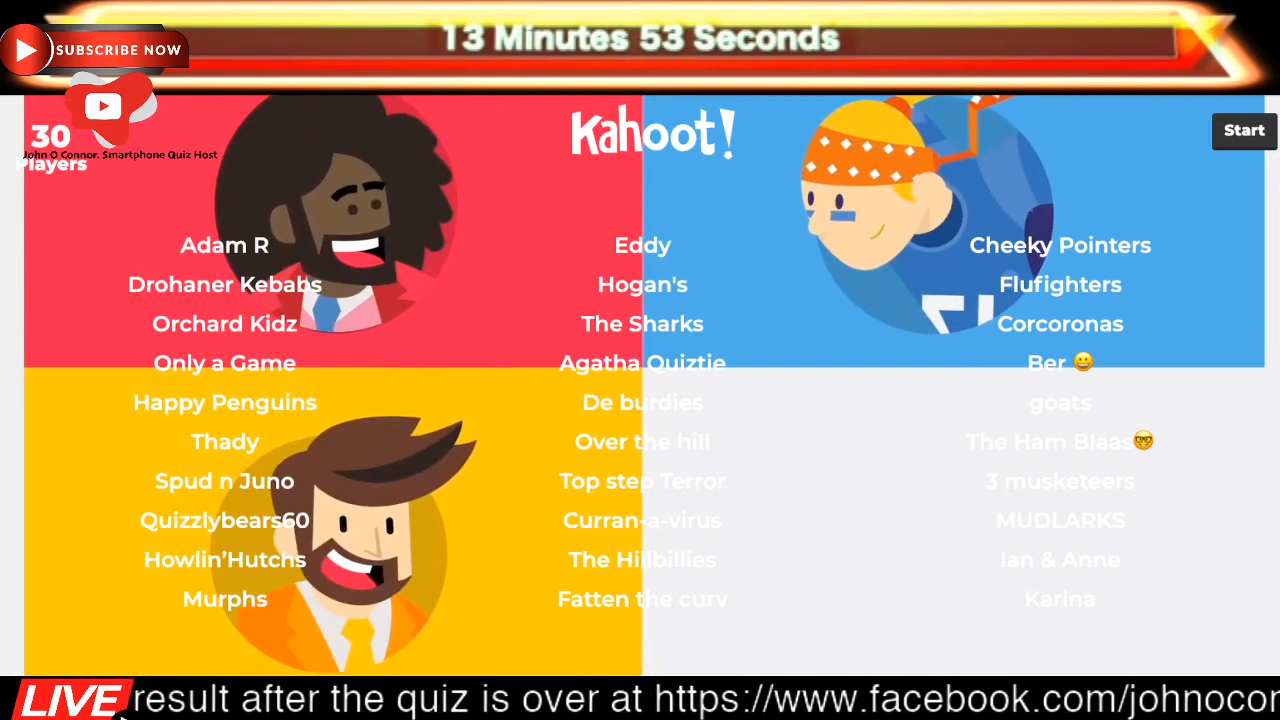 13 Minutes 53 Seconds
SUBSCRIBE NOW
30
Players
John O Connor. Smartphone Quiz Host
Kahoot!
Start
Adam R
Eddy
Cheeky Pointers
Drohaner Kebabs
Hogan's
Flufighters
Orchard Kidz
The Sharks
Corcoronas
Only a Game
Agatha Quiztie
Ber 😀
Happy Penguins
De burdies
goats
Thady
Over the hill
The Ham Blaas🤓
Spud n Juno
Top step Terror
3 musketeers
Quizzlybears60
Curran-a-virus
MUDLARKS
Howlin’Hutchs
The Hillbillies
Ian & Anne
Murphs
Fatten the curv
Karina
LIVE
result after the quiz is over at https://www.facebook.com/johnocor